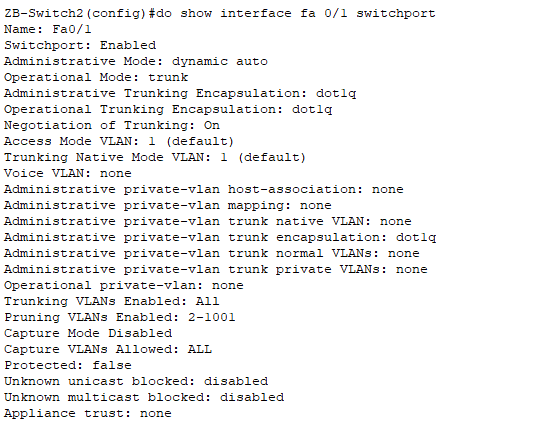 ZB-Switch2(config)#do show interface fa 0/1 switchport
Name: Fa0/1
Switchport: Enabled
Administrative Mode: dynamic auto
Operational Mode: trunk
Administrative Trunking Encapsulation: dot1q
Operational Trunking Encapsulation: dot1q
Negotiation of Trunking: On
Access Mode VLAN: 1 (default)
Trunking Native Mode VLAN: 1 (default)
Voice VLAN: none
Administrative private-vlan host-association: none
Administrative private-vlan mapping: none
Administrative private-vlan trunk native VLAN: none
Administrative private-vlan trunk encapsulation: dot1q
Administrative private-vlan trunk normal VLANs: none
Administrative private-vlan trunk private VLANs: none
Operational private-vlan: none
Trunking VLANs Enabled: All
Pruning VLANs Enabled: 2-1001
Capture Mode Disabled
Capture VLANs Allowed: ALL
Protected: false
Unknown unicast blocked: disabled
Unknown multicast blocked: disabled
Appliance trust: none